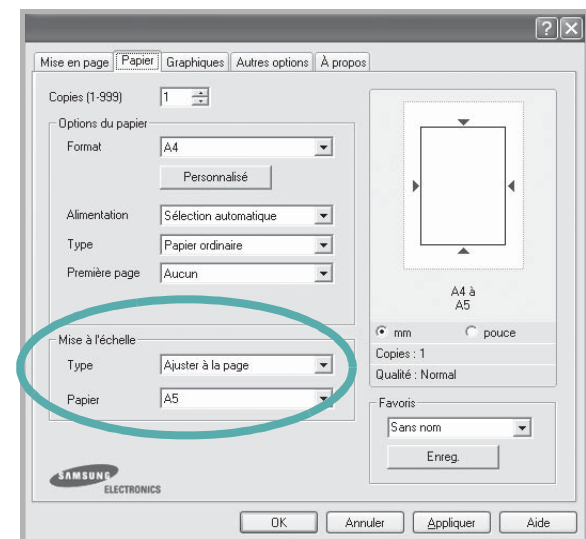 Mise en page Papier Graphiques Autres options À propos
Copies (1-999) 1
Options du papier
Format A4
Personnalisé
Alimentation Sélection automatique
Type Papier ordinaire
Première page Aucun
A4 à
A5
mm pouce
Copies : 1
Qualité : Normal
Mise à l'échelle
Type Ajuster à la page
Papier A5
Favoris
Sans nom
Enreg.
SAMSUNG
ELECTRONICS
OK Annuler Appliquer Aide